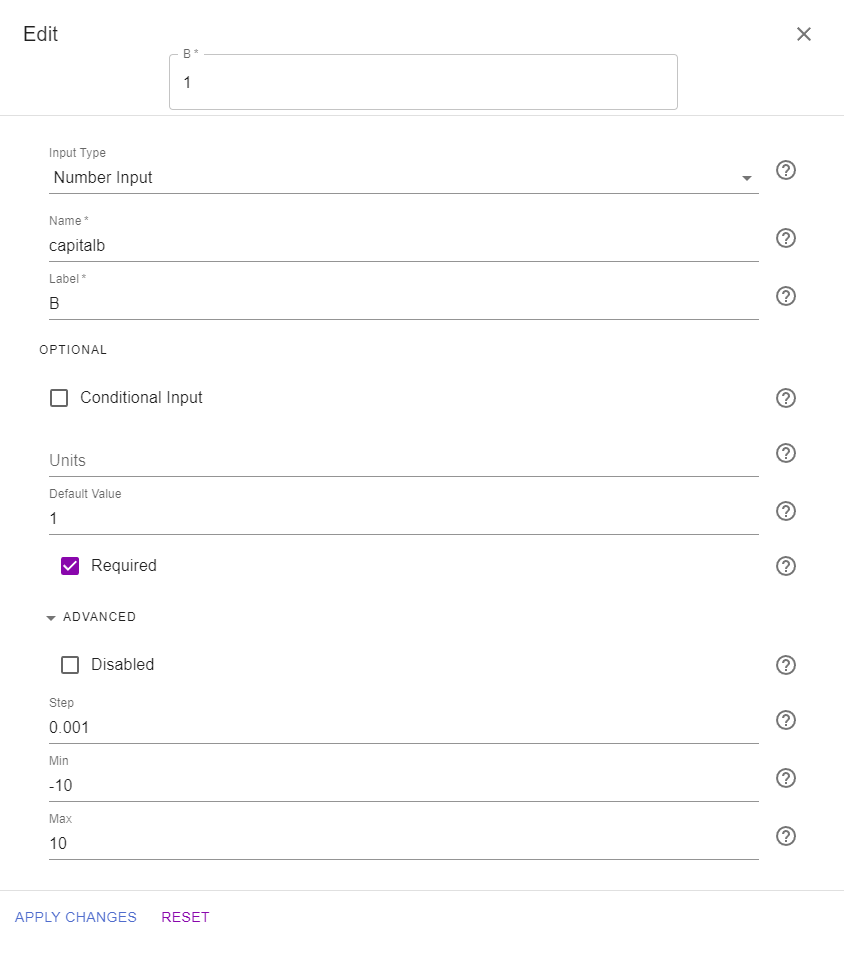 Edit
B *
1
Input Type
Number Input
Name *
capitalb
Label *
B
OPTIONAL
Conditional Input
Units
Default Value
1
Required
ADVANCED
Disabled
Step
0.001
Min
-10
Max
10
APPLY CHANGES RESET